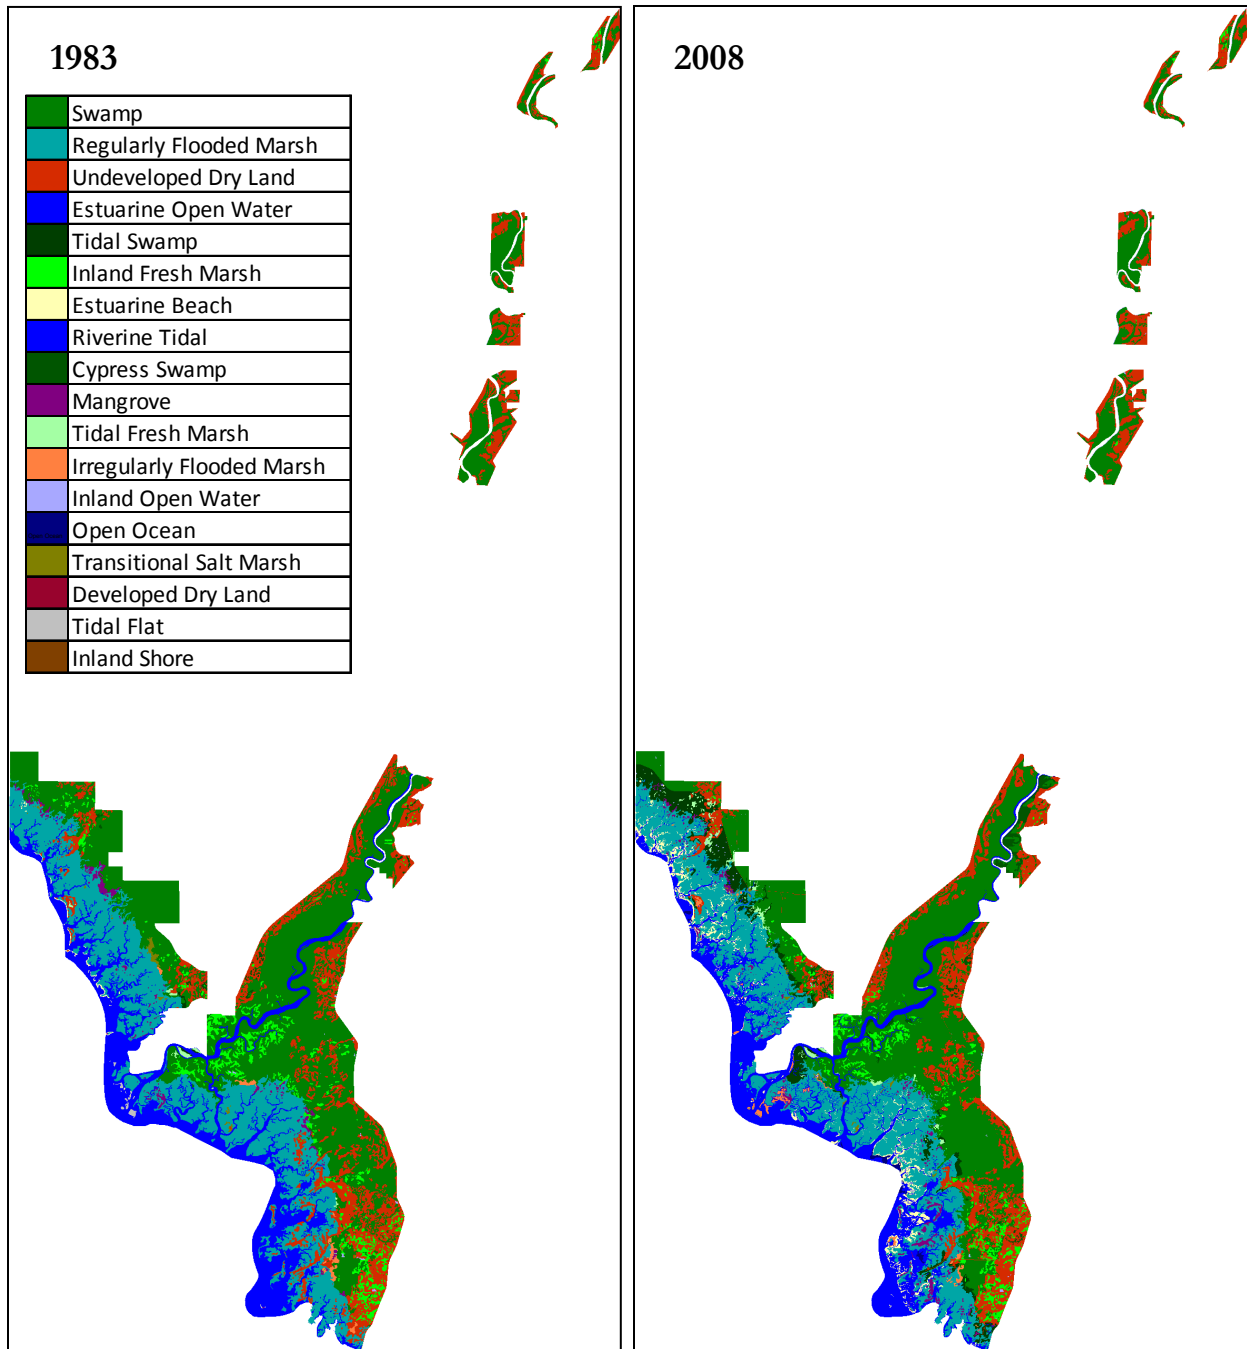 1983
2008
Swamp
Regularly Flooded Marsh
Undeveloped Dry Land
Estuarine Open Water
Tidal Swamp
Inland Fresh Marsh
Estuarine Beach
Riverine Tidal
Cypress Swamp
Mangrove
Tidal Fresh Marsh
Irregularly Flooded Marsh
Inland Open Water
Open Ocean
Transitional Salt Marsh
Developed Dry Land
Tidal Flat
Inland Shore